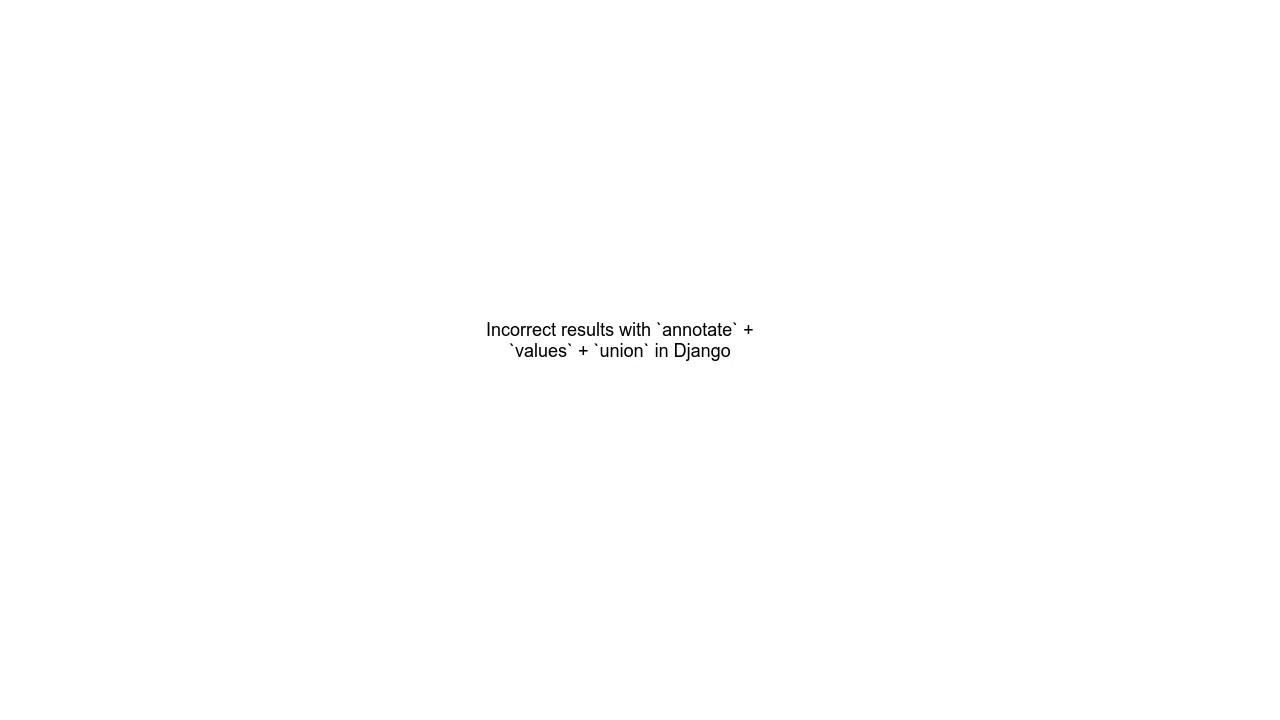 Incorrect results with `annotate` +
`values` + `union` in Django